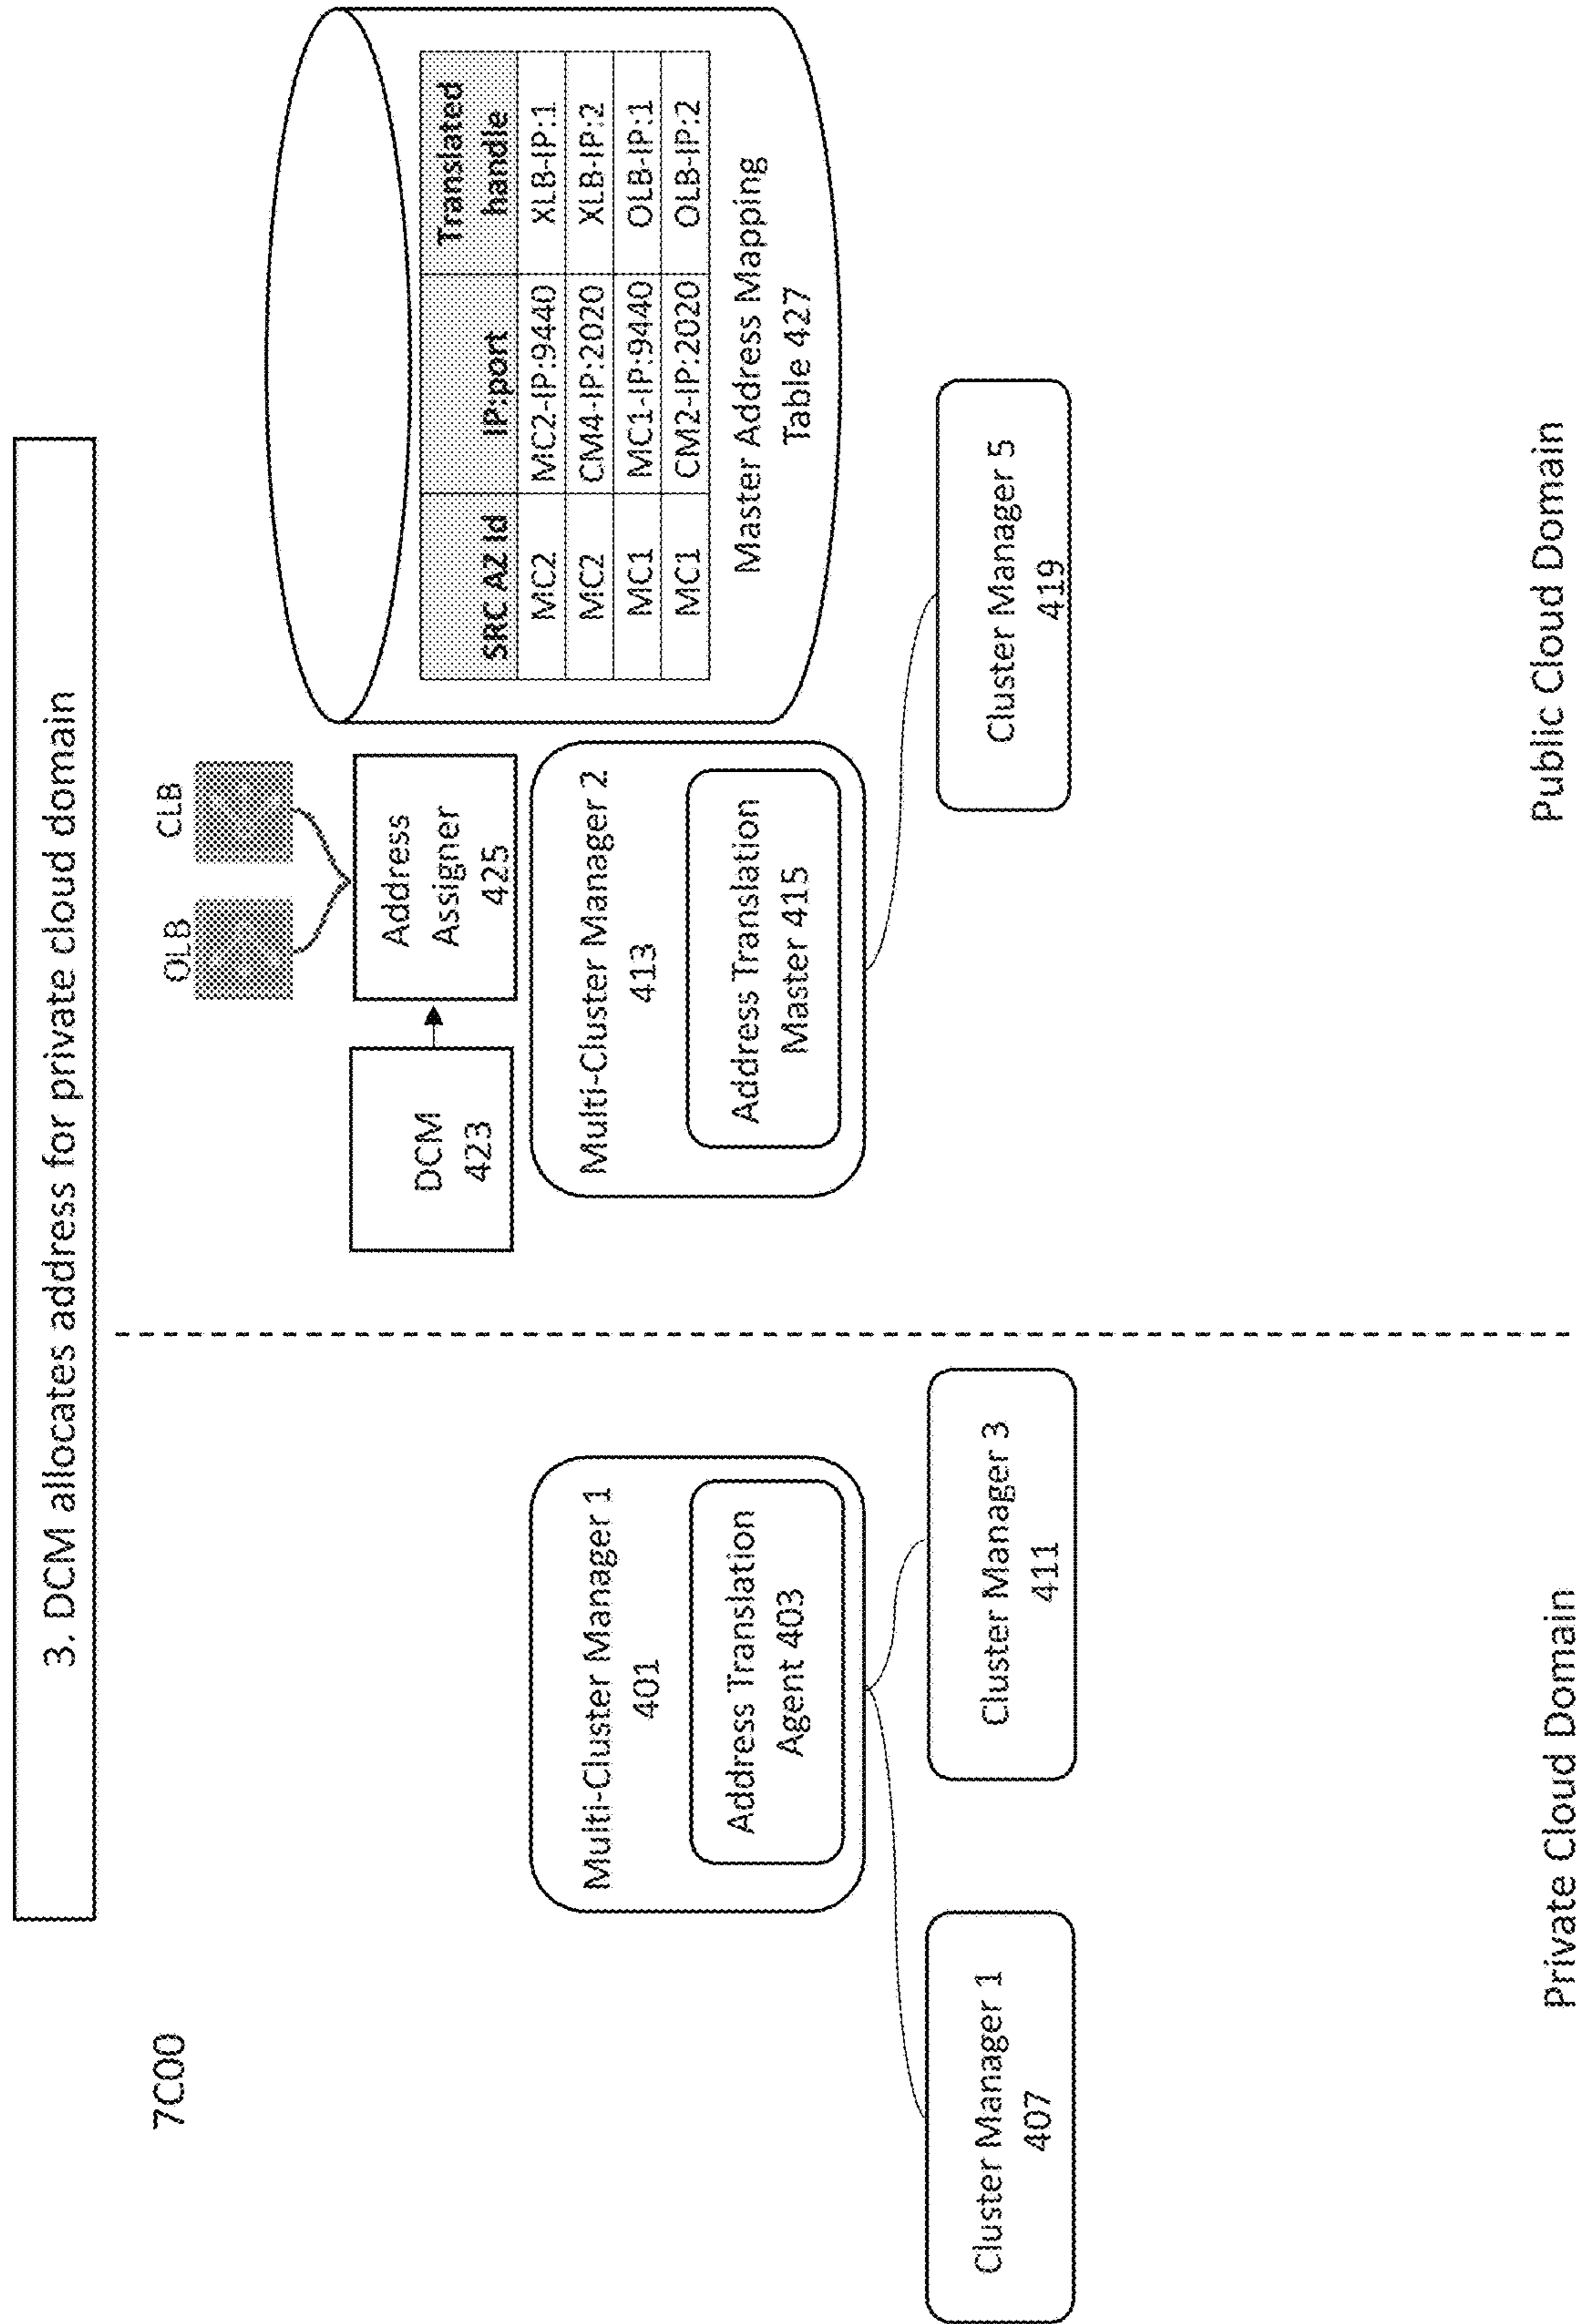 3. DCM allocates address for private cloud domain
7C00
OLB
CLB
DCM
423
Address
Assigner
425
Multi-Cluster Manager 1
401
Address Translation
Agent 403
Multi-Cluster Manager 2
413
Address Translation
Master 415
SRC AZ Id IP:port Translated handle
MC2 MC2-IP:9440 XLB-IP:1
MC2 CM4-IP:2020 XLB-IP:2
MC1 MC1-IP:9440 OLB-IP:1
MC1 CM2-IP:2020 OLB-IP:2
Master Address Mapping
Table 427
Cluster Manager 1
407
Cluster Manager 3
411
Cluster Manager 5
419
Private Cloud Domain
Public Cloud Domain